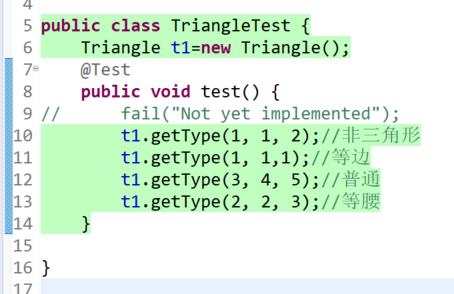 4
5 public class TriangleTest {
6     Triangle t1=new Triangle();
7     @Test
8     public void test() {
9 //      fail("Not yet implemented");
10         t1.getType(1, 1, 2);//非三角形
11         t1.getType(1, 1,1);//等边
12         t1.getType(3, 4, 5);//普通
13         t1.getType(2, 2, 3);//等腰
14     }
15
16 }
17